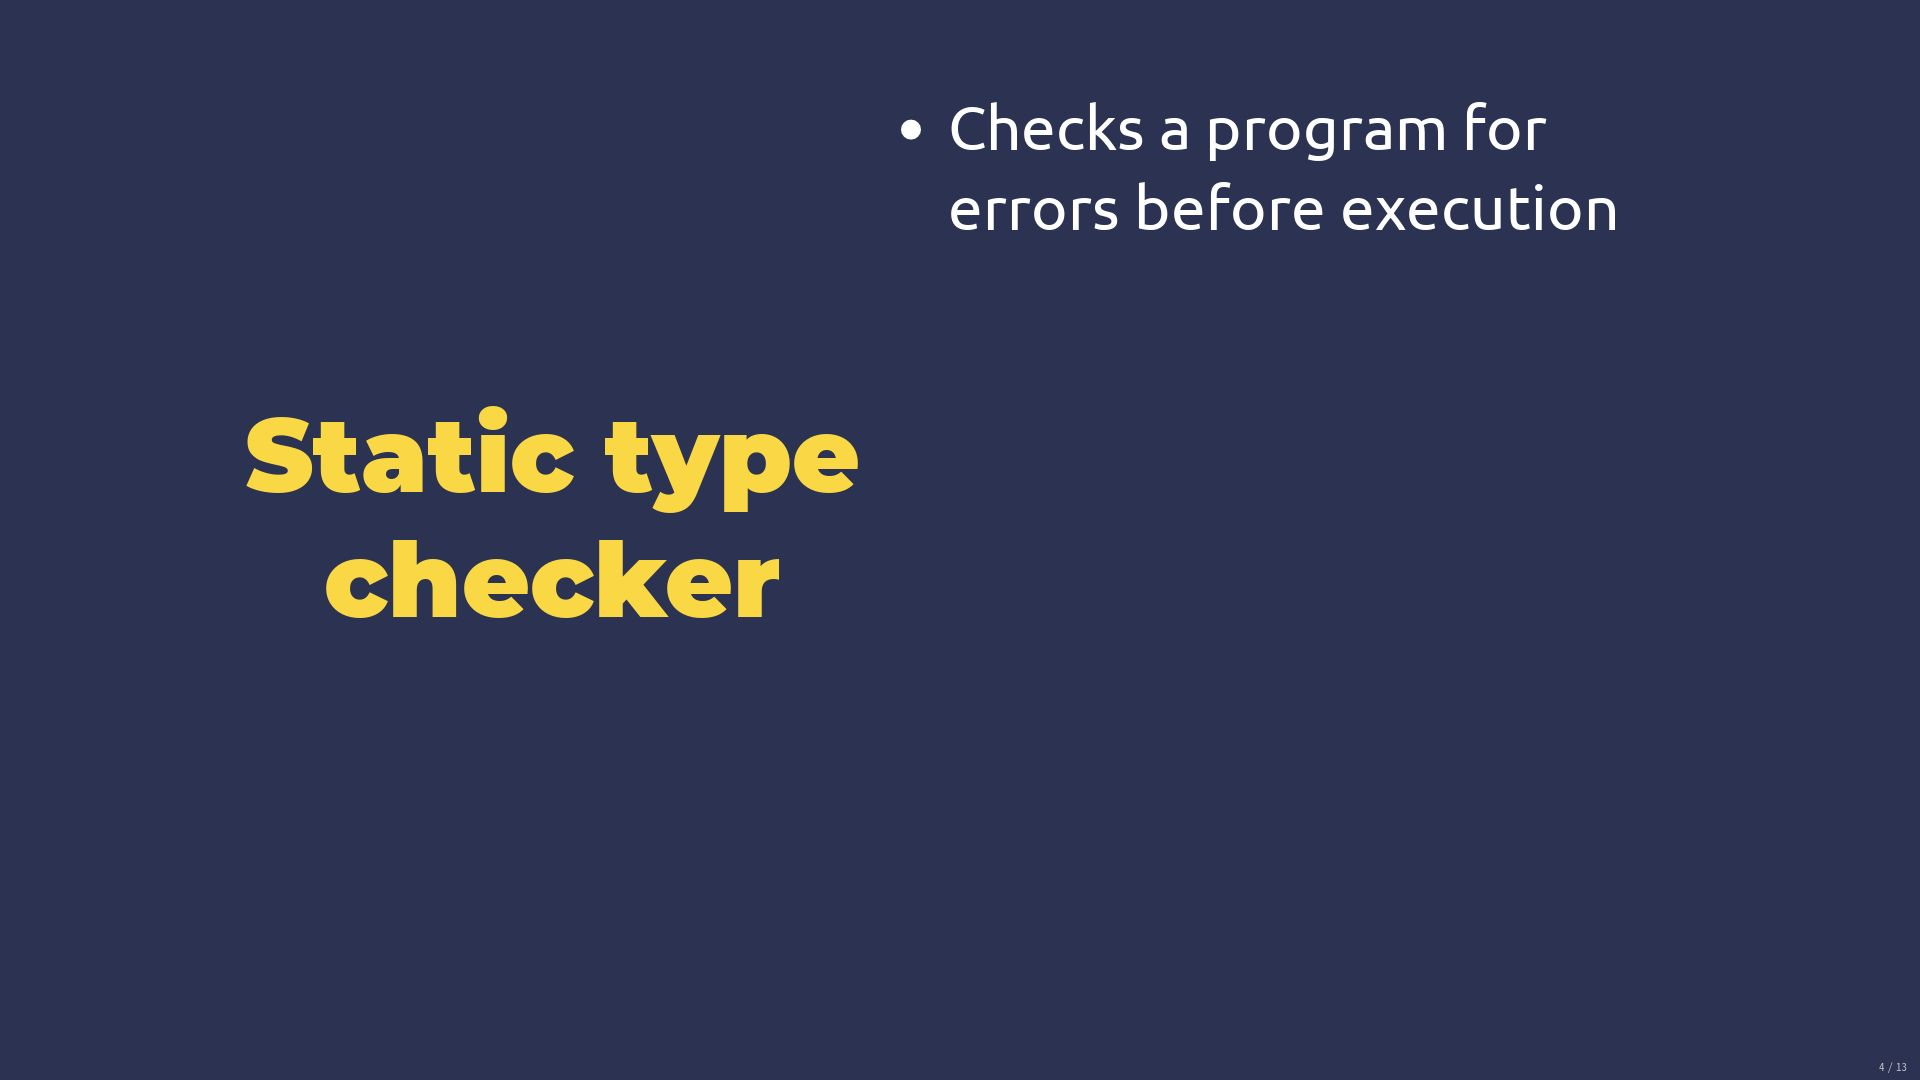 Static type
checker
• Checks a program for
errors before execution
4 / 13